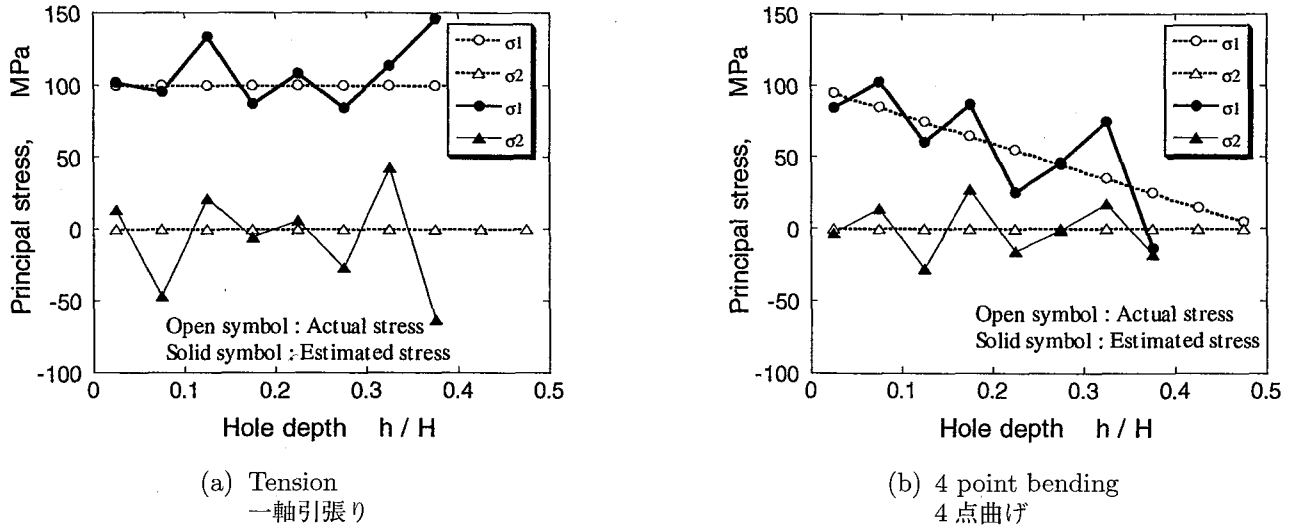 150
100
50
0
-50
-100
Principal stress, MPa
σ1
σ2
σ1
σ2
Open symbol : Actual stress
Solid symbol : Estimated stress
0 0.1 0.2 0.3 0.4 0.5
Hole depth h / H
(a) Tension
一軸引張り
150
100
50
0
-50
-100
Principal stress, MPa
σ1
σ2
σ1
σ2
Open symbol : Actual stress
Solid symbol : Estimated stress
0 0.1 0.2 0.3 0.4 0.5
Hole depth h / H
(b) 4 point bending
4 点曲げ